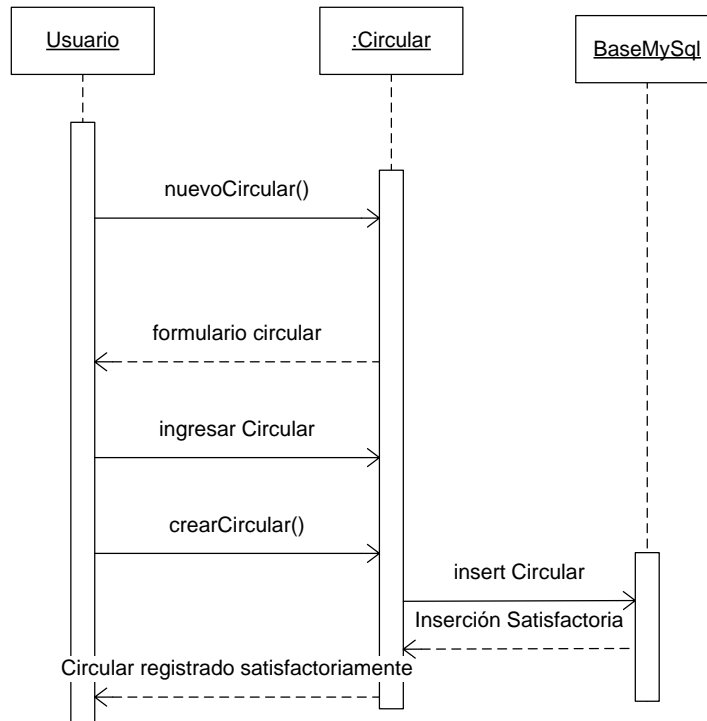 Usuario
:Circular
BaseMySql
nuevoCircular()
formulario circular
ingresar Circular
crearCircular()
insert Circular
Inserción Satisfactoria
Circular registrado satisfactoriamente